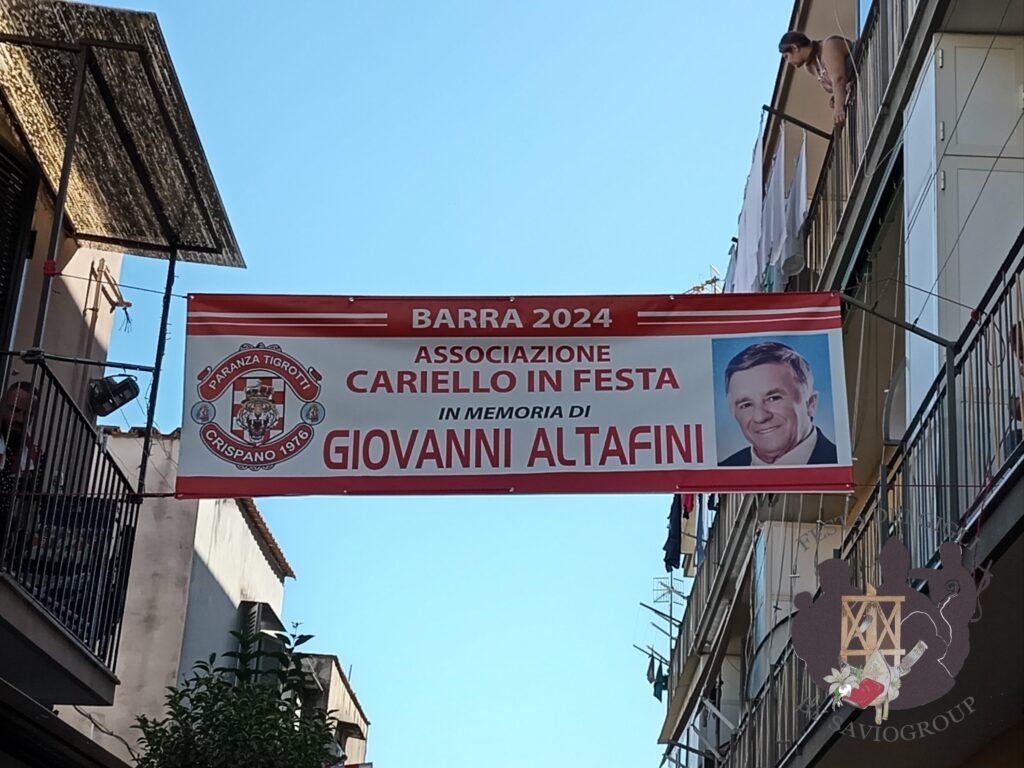 BARRA 2024
ASSOCIAZIONE
CARIELLO IN FESTA
IN MEMORIA DI
GIOVANNI ALTAFINI
PARANZA TIGROTTI
CRISPANO 1976
SAVIOGROUP